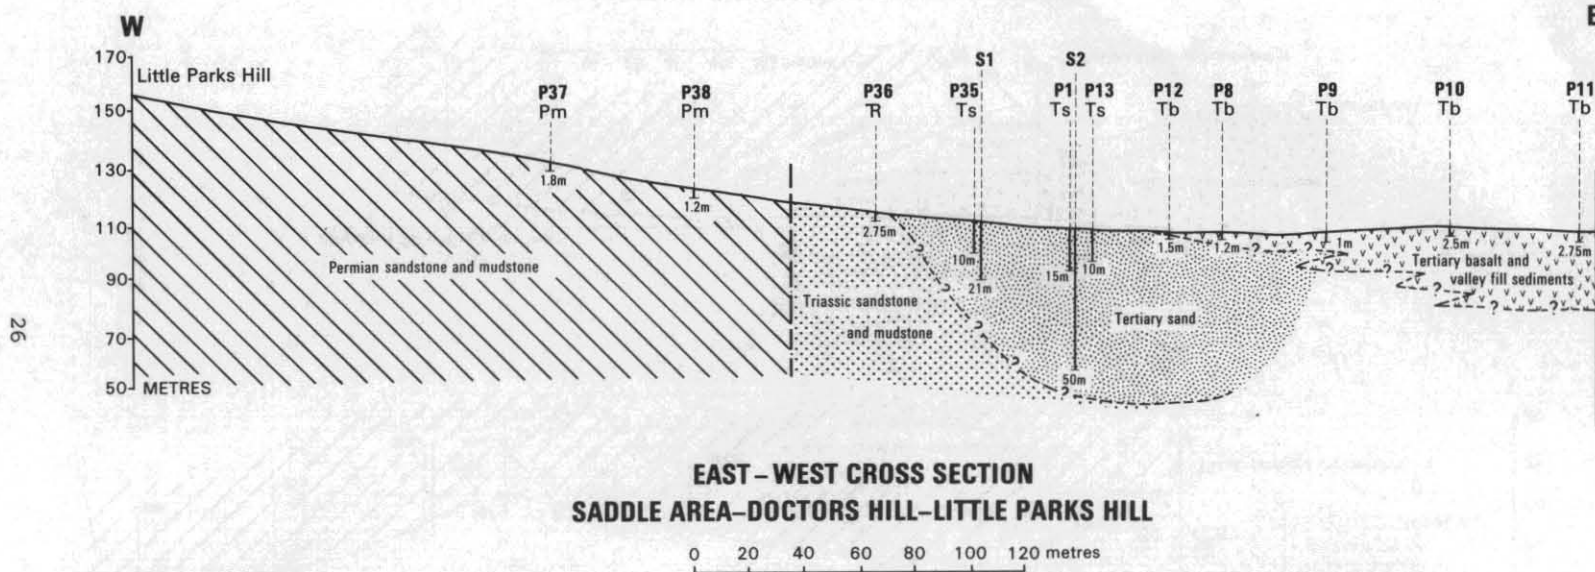 W
E
170
150
130
110
90
70
50
METRES
Little Parks Hill
S1
S2
P37
Pm
P38
Pm
P36
R
P35
Ts
P1
Ts
P13
Ts
P12
Tb
P8
Tb
P9
Tb
P10
Tb
P11
Tb
1.8m
1.2m
2.75m
10m
21m
15m
10m
50m
1.5m
1.2m
1m
2.5m
2.75m
Permian sandstone and mudstone
Triassic sandstone
and mudstone
Tertiary sand
Tertiary basalt and
valley fill sediments
? ? ? ? ? ? ? ? ? ? ? ?
26
EAST–WEST CROSS SECTION
SADDLE AREA–DOCTORS HILL–LITTLE PARKS HILL
0 20 40 60 80 100 120 metres